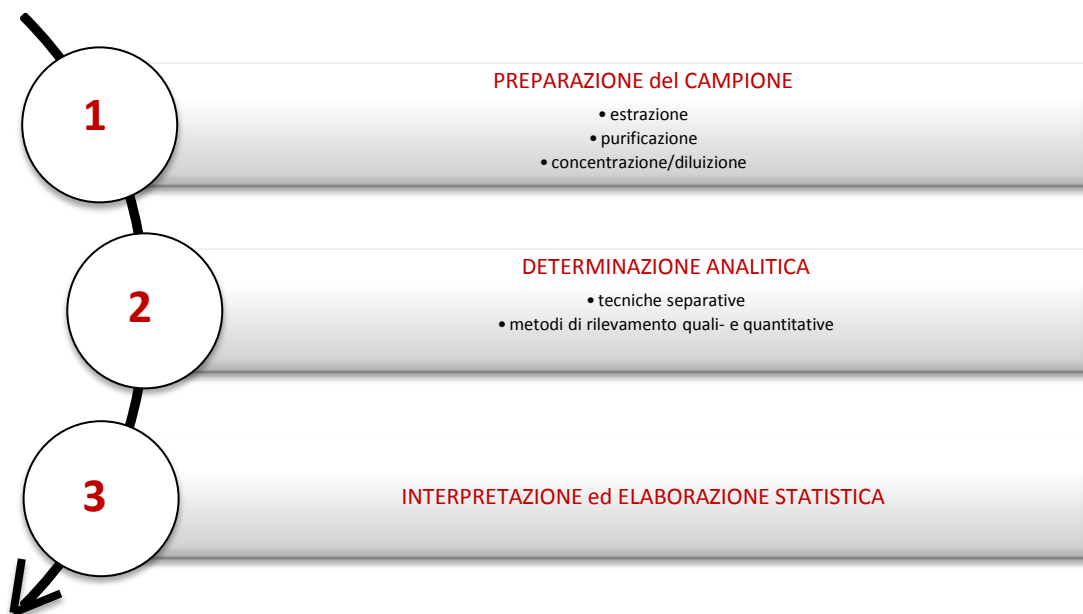 1
PREPARAZIONE del CAMPIONE
• estrazione
• purificazione
• concentrazione/diluizione
2
DETERMINAZIONE ANALITICA
• tecniche separative
• metodi di rilevamento quali- e quantitative
3
INTERPRETAZIONE ed ELABORAZIONE STATISTICA